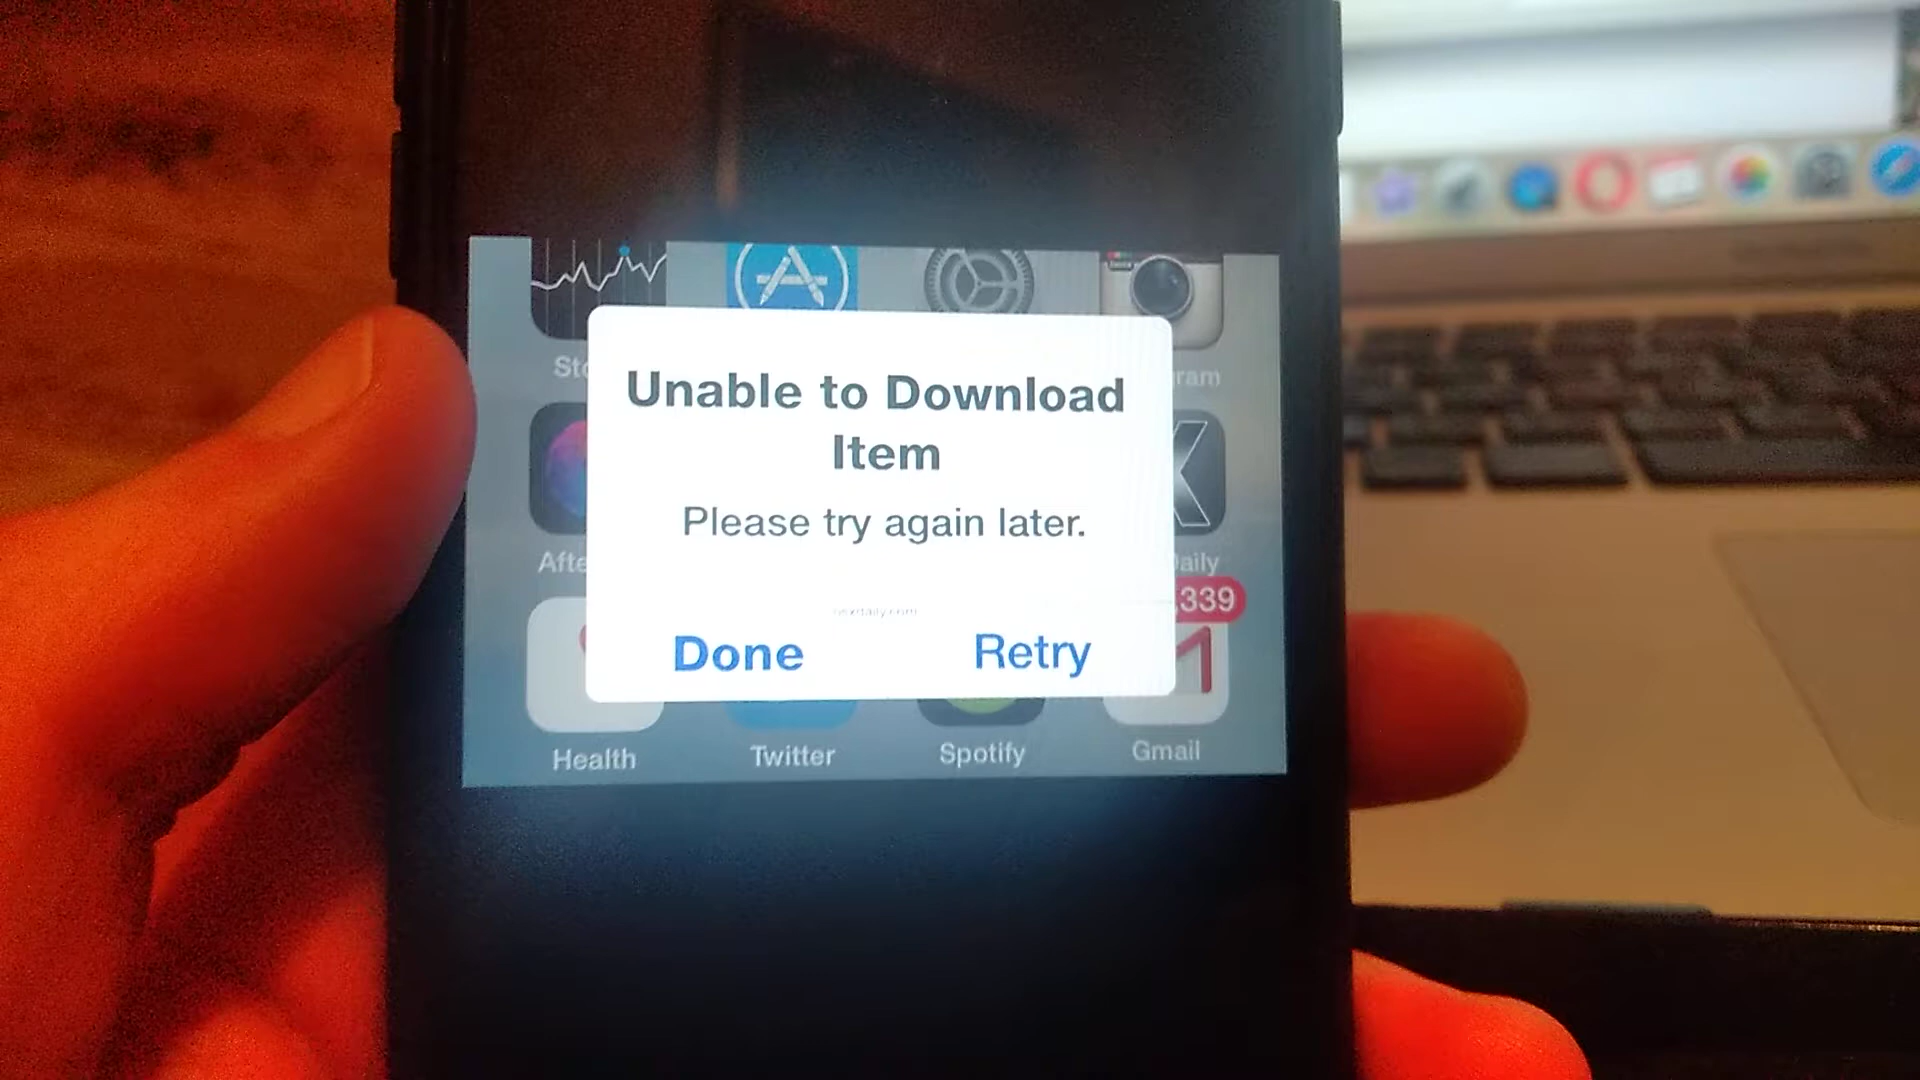 Unable to Download
Item
Please try again later.
Done
Retry
Health
Twitter
Spotify
Gmail
339